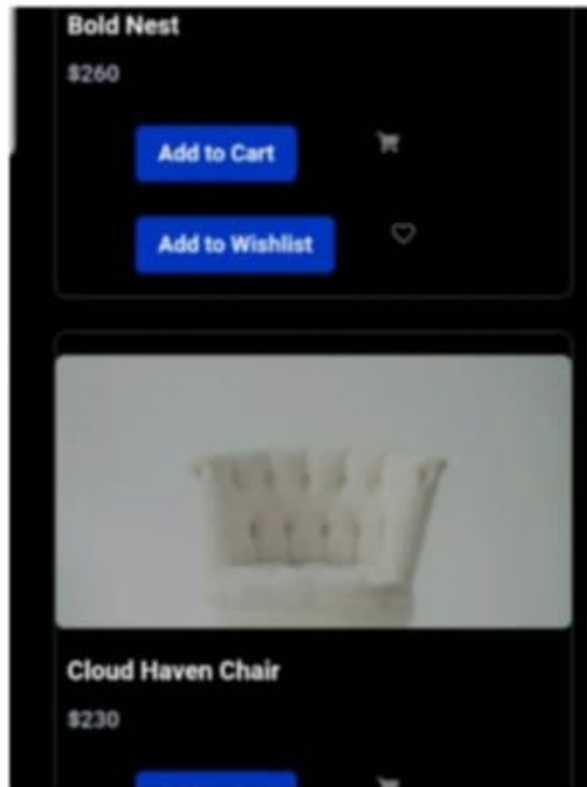 Bold Nest
$260
Add to Cart
Add to Wishlist
Cloud Haven Chair
$230